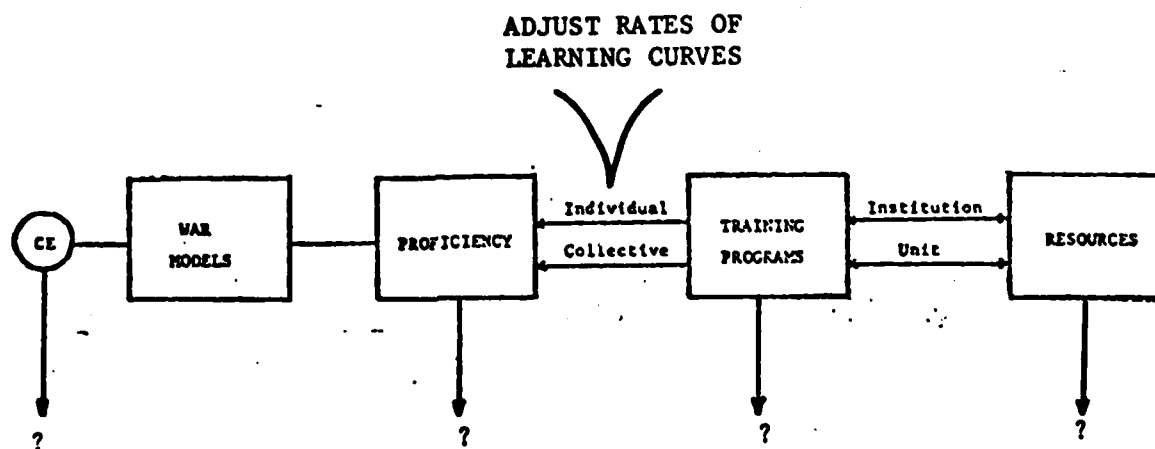 ADJUST RATES OF
LEARNING CURVES
CE
WAR
MODELS
PROFICIENCY
Individual
Collective
TRAINING
PROGRAMS
Institution
Unit
RESOURCES
?
?
?
?